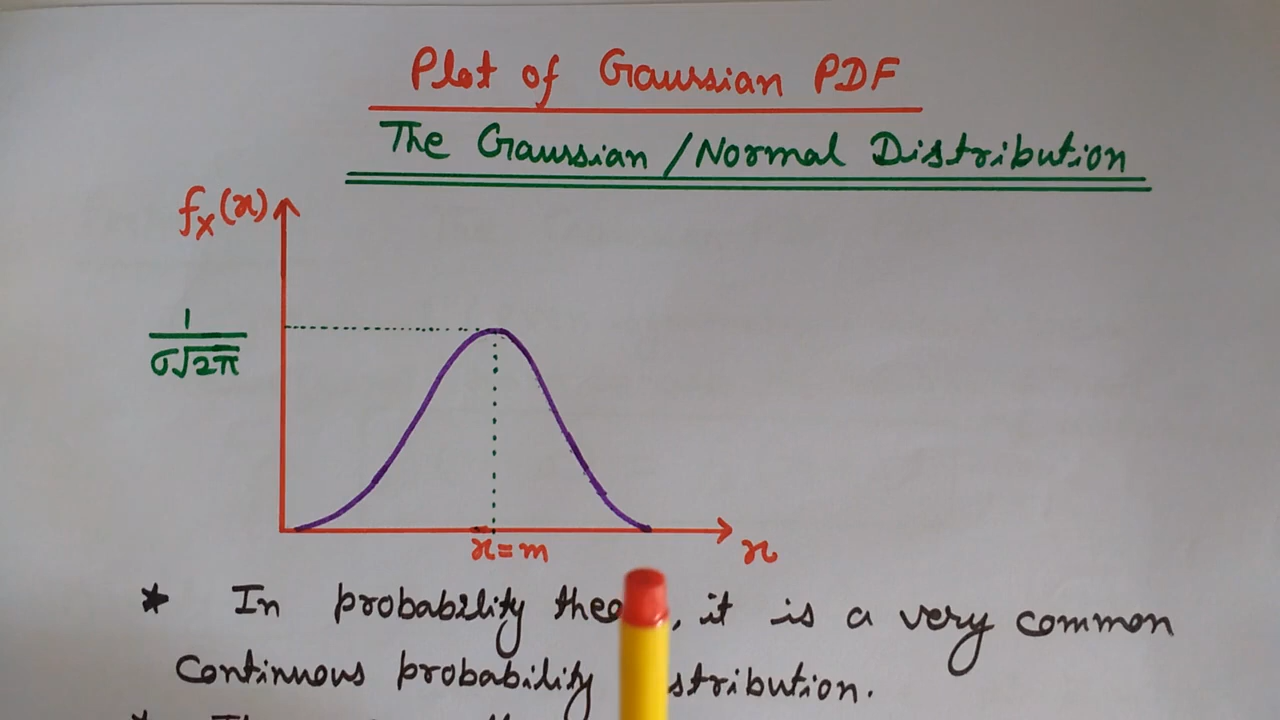 Plot of Gaussian PDF
The Gaussian / Normal Distribution
fX(x)
1
σ√2π
x=m
x
* In probability theo , it is a very common
continuous probability stribution.